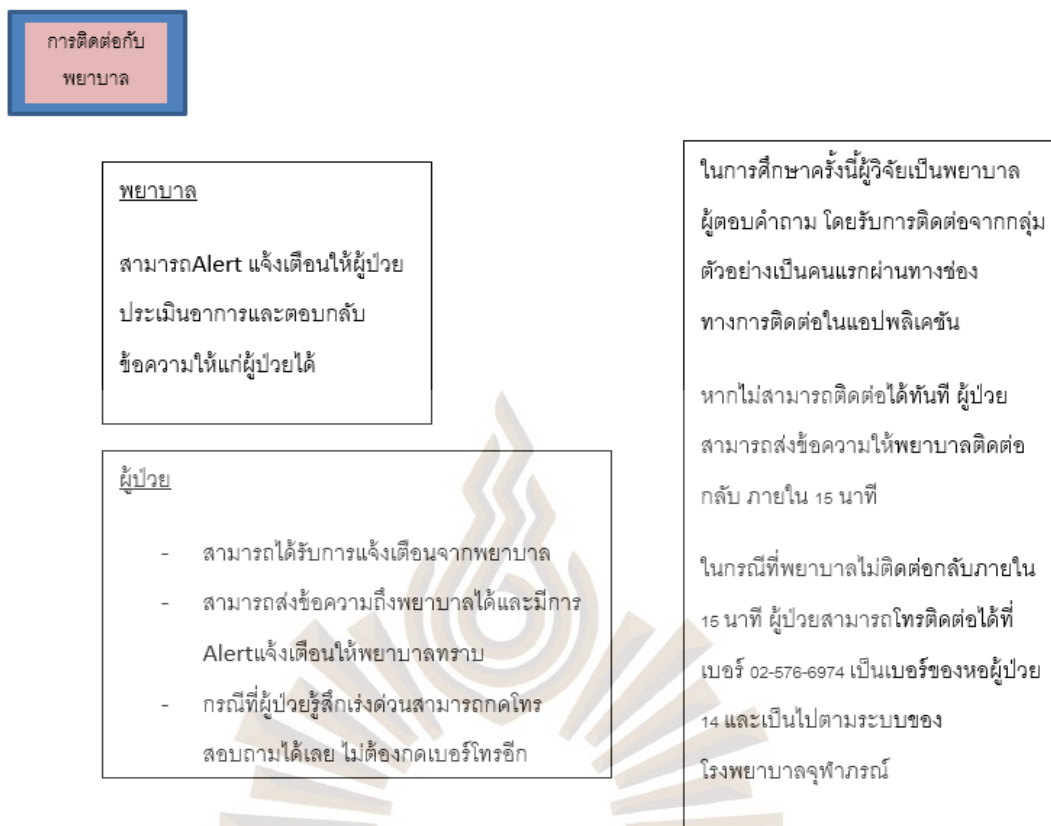 การติดต่อกับ
พยาบาล
พยาบาล
สามารถAlert แจ้งเตือนให้ผู้ป่วย
ประเมินอาการและตอบกลับ
ข้อความให้แก่ผู้ป่วยได้
ผู้ป่วย
- สามารถได้รับการแจ้งเตือนจากพยาบาล
- สามารถส่งข้อความถึงพยาบาลได้และมีการ
Alertแจ้งเตือนให้พยาบาลทราบ
- กรณีที่ผู้ป่วยรู้สึกเร่งด่วนสามารถกดโทร
สอบถามได้เลย ไม่ต้องกดเบอร์โทรอีก
ในการศึกษาครั้งนี้ผู้วิจัยเป็นพยาบาล
ผู้ตอบคำถาม โดยรับการติดต่อจากกลุ่ม
ตัวอย่างเป็นคนแรกผ่านทางช่อง
ทางการติดต่อในแอปพลิเคชัน
หากไม่สามารถติดต่อได้ทันที ผู้ป่วย
สามารถส่งข้อความให้พยาบาลติดต่อ
กลับ ภายใน 15 นาที
ในกรณีที่พยาบาลไม่ติดต่อกลับภายใน
15 นาที ผู้ป่วยสามารถโทรติดต่อได้ที่
เบอร์ 02-576-6974 เป็นเบอร์ของหอผู้ป่วย
14 และเป็นไปตามระบบของ
โรงพยาบาลจุฬาภรณ์